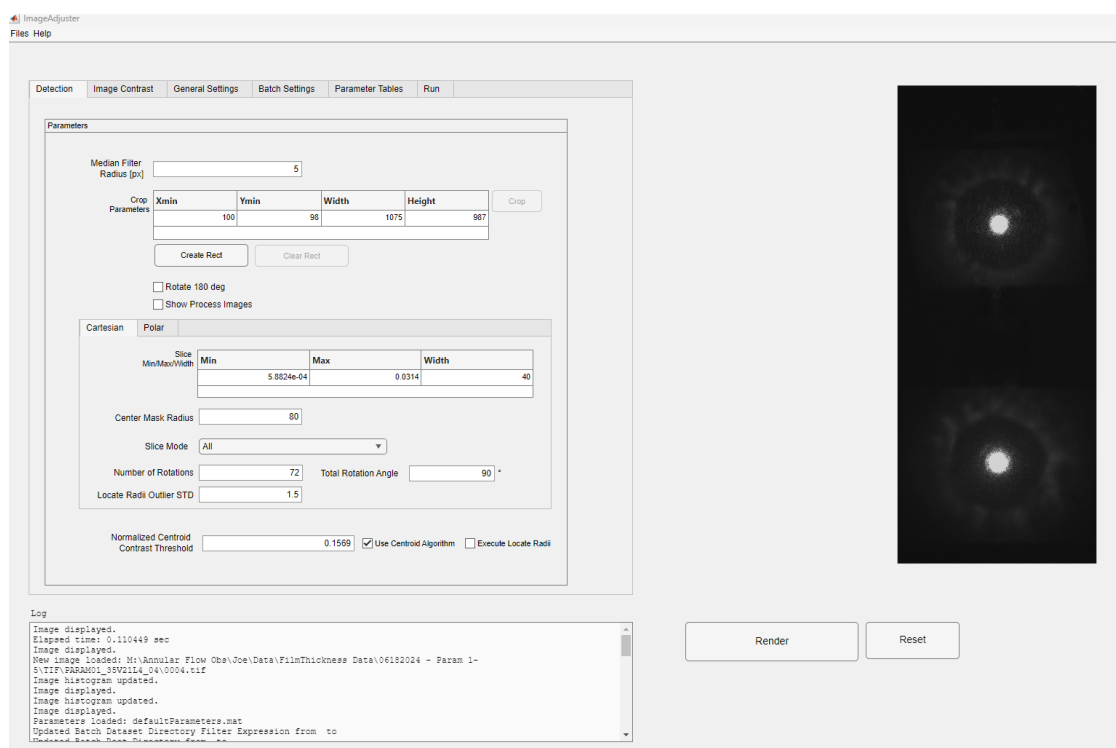 ImageAdjuster
Files Help
Detection Image Contrast General Settings Batch Settings Parameter Tables Run
Parameters
Median Filter
Radius [px] 5
Crop
Parameters Xmin Ymin Width Height Crop
100 98 1075 987
Create Rect Clear Rect
Rotate 180 deg
Show Process Images
Cartesian Polar
Slice
Min/Max/Width Min Max Width
5.8824e-04 0.0314 40
Center Mask Radius 80
Slice Mode All
Number of Rotations 72 Total Rotation Angle 90 °
Locate Radii Outlier STD 1.5
Normalized Centroid
Contrast Threshold 0.1569 Use Centroid Algorithm Execute Locate Radii
Log
Image displayed.
Elapsed time: 0.110449 sec
Image displayed.
New image loaded: M:\Annular Flow Obs\Joe\Data\FilmThickness Data\06182024 - Param 1-
5\TIF\PARAM01_35V21L4_04\0004.tif
Image histogram updated.
Image displayed.
Image histogram updated.
Image displayed.
Parameters loaded: defaultParameters.mat
Updated Batch Dataset Directory Filter Expression from  to
Updated Batch Root Directory from  to
Render Reset